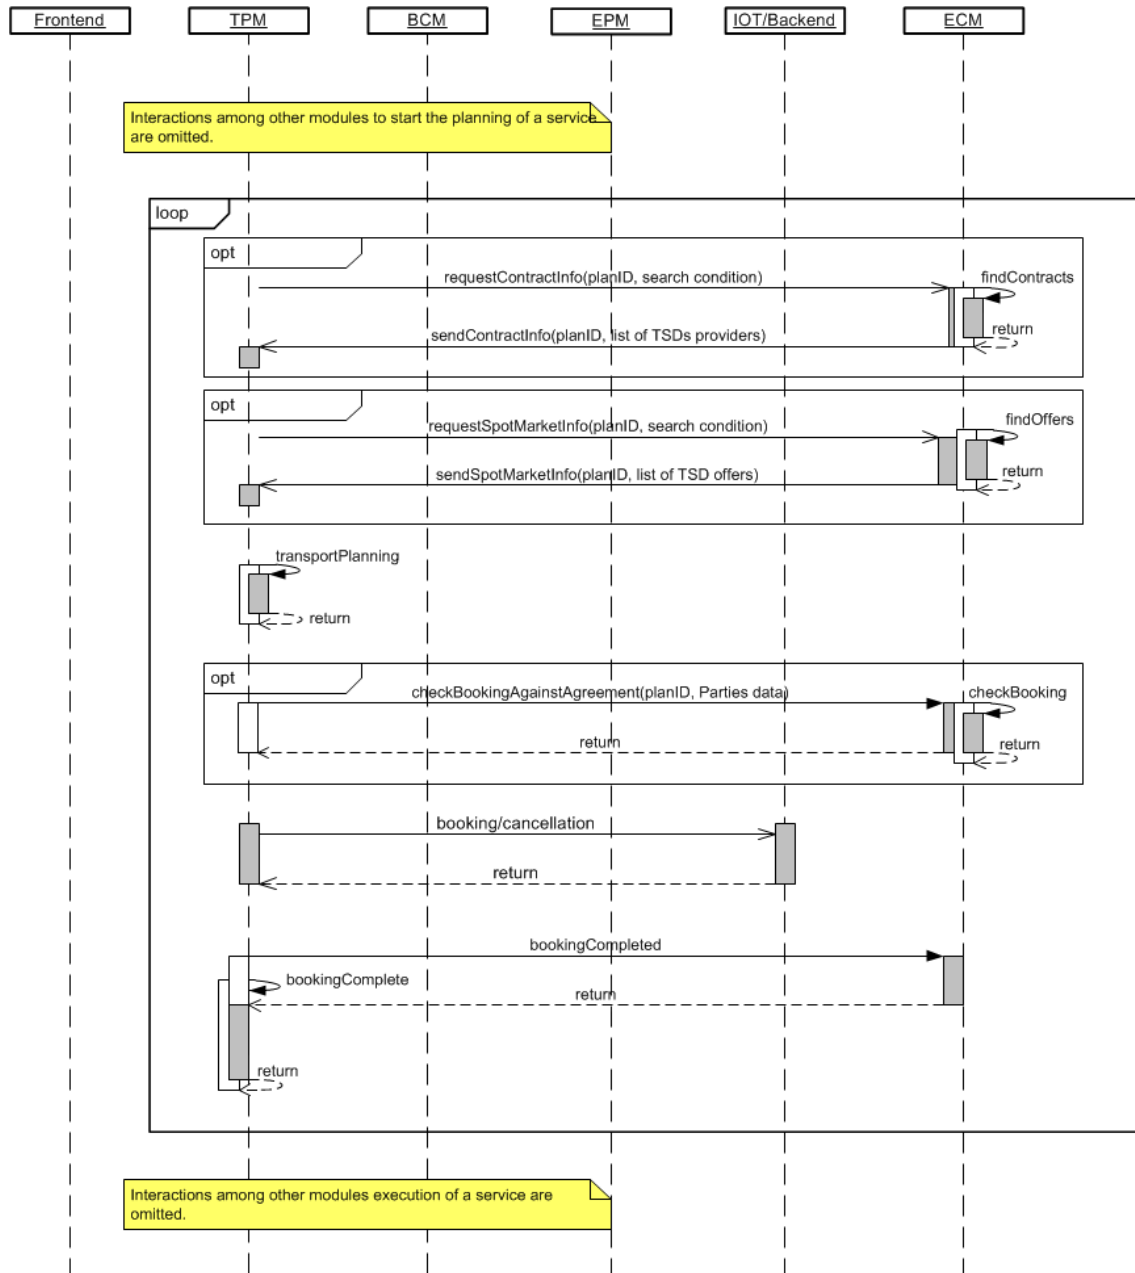 Frontend
TPM
BCM
EPM
IOT/Backend
ECM
Interactions among other modules to start the planning of a service
are omitted.
loop
opt
requestContractInfo(planID, search condition)
findContracts
return
sendContractInfo(planID, list of TSDs providers)
opt
requestSpotMarketInfo(planID, search condition)
findOffers
return
sendSpotMarketInfo(planID, list of TSD offers)
transportPlanning
return
opt
checkBookingAgainstAgreement(planID, Parties data)
checkBooking
return
return
booking/cancellation
return
bookingCompleted
bookingComplete
return
return
Interactions among other modules execution of a service are
omitted.